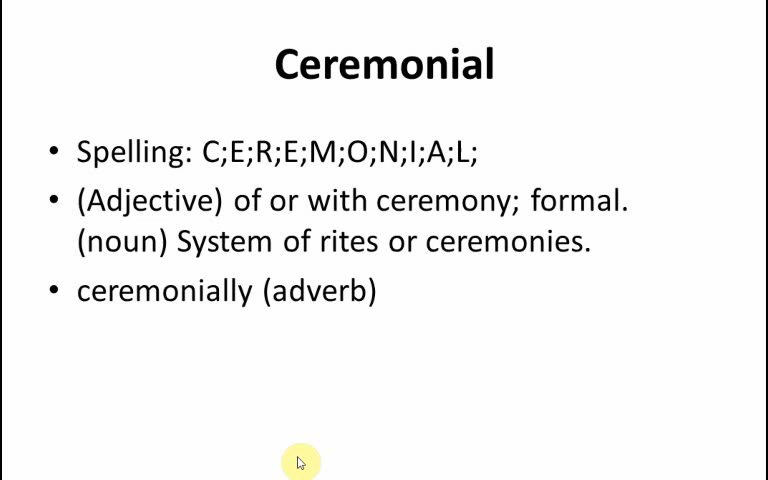 Ceremonial
• Spelling: C;E;R;E;M;O;N;I;A;L;
• (Adjective) of or with ceremony; formal.
(noun) System of rites or ceremonies.
• ceremonially (adverb)